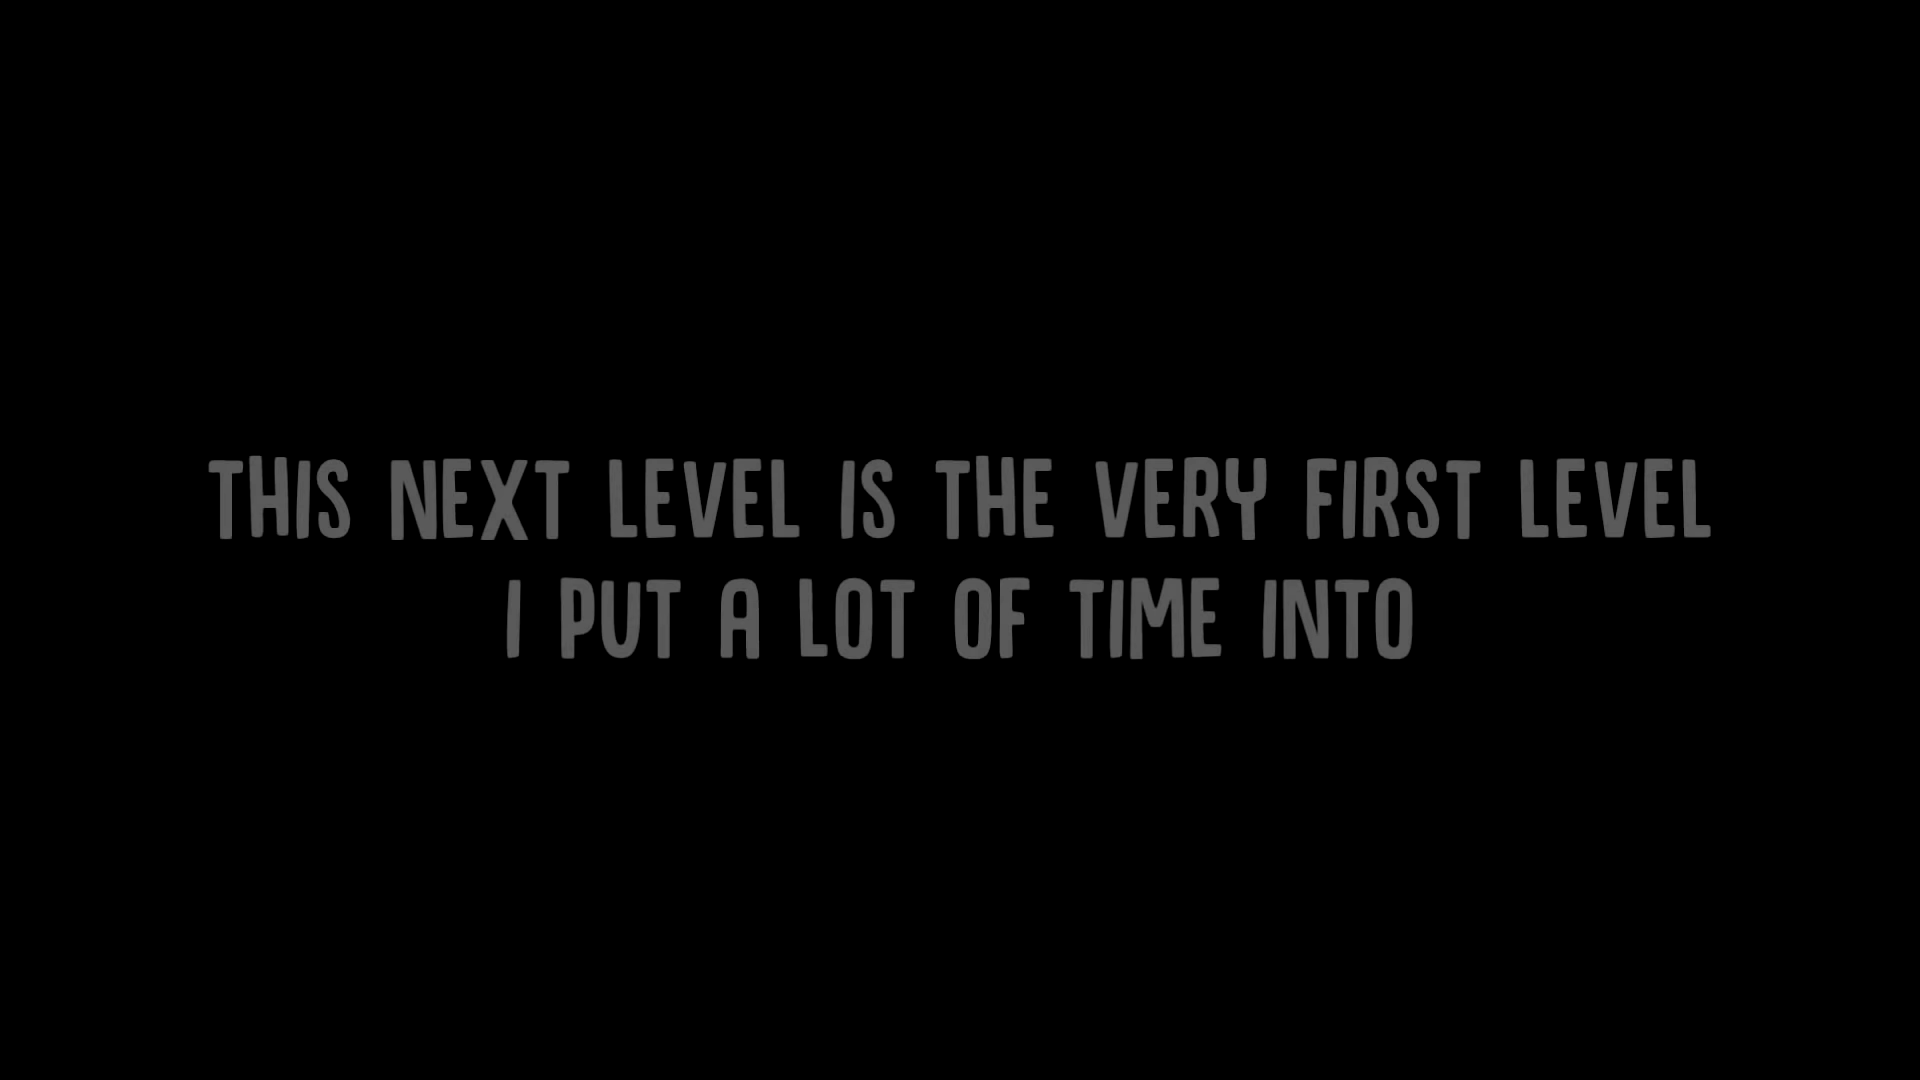 THIS NEXT LEVEL IS THE VERY FIRST LEVEL
I PUT A LOT OF TIME INTO